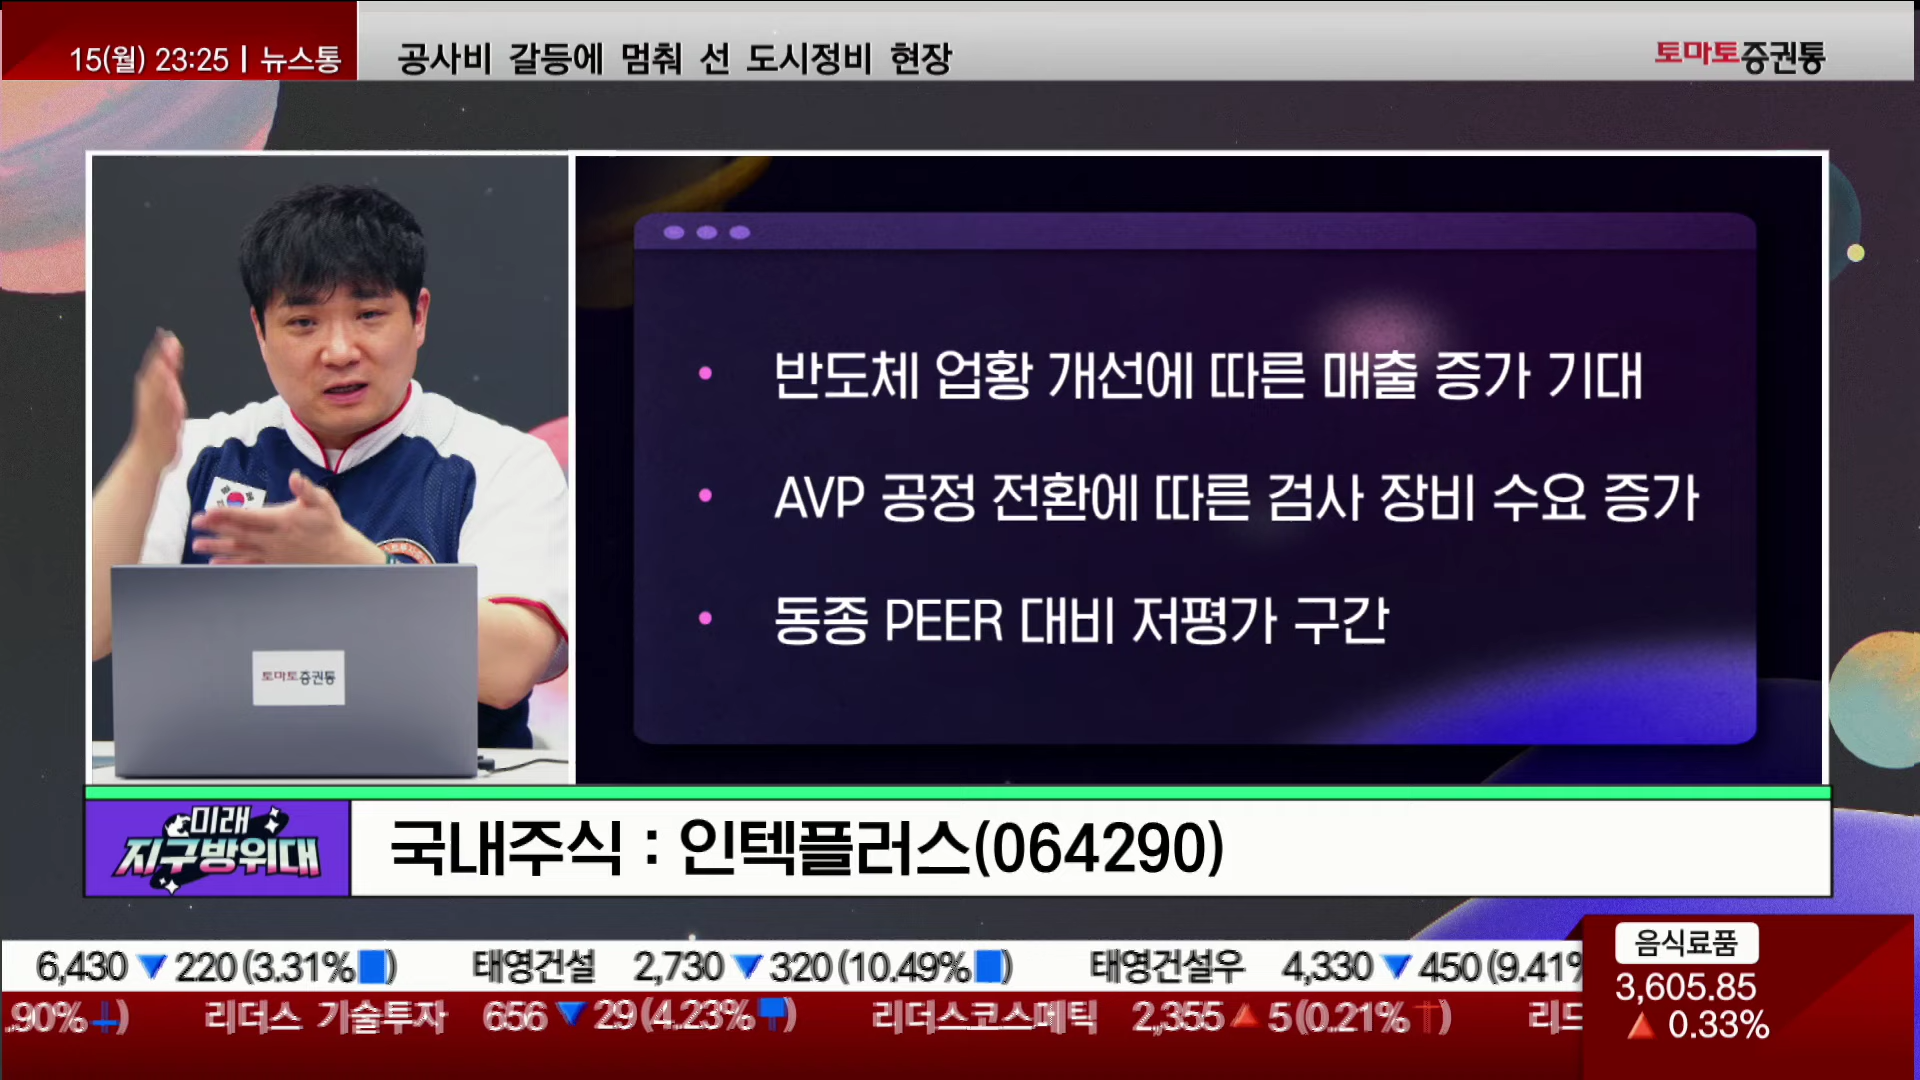 15(월) 23:25 | 뉴스통
공사비 갈등에 멈춰 선 도시정비 현장
토마토증권통
반도체 업황 개선에 따른 매출 증가 기대
AVP 공정 전환에 따른 검사 장비 수요 증가
동종 PEER 대비 저평가 구간
토마토증권통
미래
지구방위대
국내주식 : 인텍플러스(064290)
6,430 ▼ 220 (3.31% 태영건설 2,730 ▼ 320 (10.49% 태영건설우 4,330 ▼ 450 (9.41%
.90% 리더스 기술투자 656 ▼ 29 (4.23% 리더스코스메틱 2,355 ▲ 5 (0.21%↑) 리드
음식료품
3,605.85
▲ 0.33%